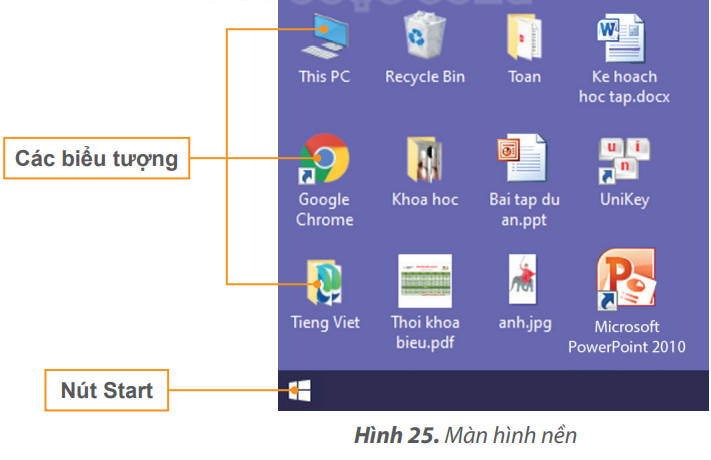 This PC
Recycle Bin
Toan
Ke hoach
hoc tap.docx
Các biểu tượng
Google
Chrome
Khoa hoc
Bai tap du
an.ppt
u
i
n
UniKey
Tieng Viet
Thoi khoa
bieu.pdf
anh.jpg
Microsoft
PowerPoint 2010
Nút Start
Hình 25. Màn hình nền